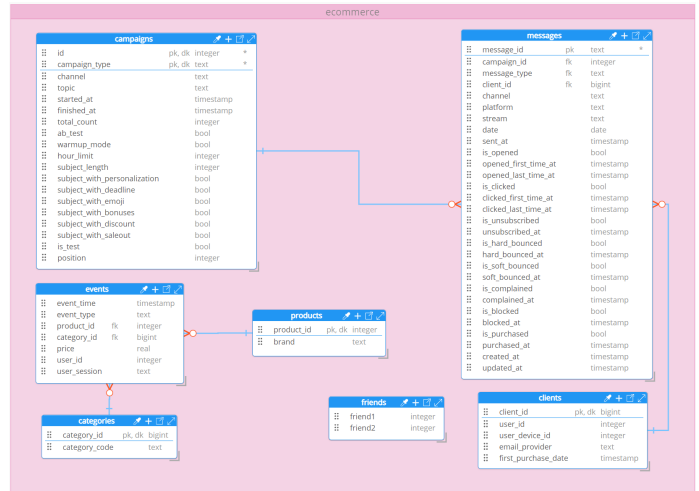 ecommerce
campaigns
id pk, dk integer *
campaign_type pk, dk text *
channel text
topic text
started_at timestamp
finished_at timestamp
total_count integer
ab_test bool
warmup_mode bool
hour_limit integer
subject_length integer
subject_with_personalization bool
subject_with_deadline bool
subject_with_emoji bool
subject_with_bonuses bool
subject_with_discount bool
subject_with_saleout bool
is_test bool
position integer
messages
message_id pk text *
campaign_id fk integer
message_type fk text
client_id fk bigint
channel text
platform text
stream text
date date
sent_at timestamp
is_opened bool
opened_first_time_at timestamp
opened_last_time_at timestamp
is_clicked bool
clicked_first_time_at timestamp
clicked_last_time_at timestamp
is_unsubscribed bool
unsubscribed_at timestamp
is_hard_bounced bool
hard_bounced_at timestamp
is_soft_bounced bool
soft_bounced_at timestamp
is_complained bool
complained_at timestamp
is_blocked bool
blocked_at timestamp
is_purchased bool
purchased_at timestamp
created_at timestamp
updated_at timestamp
events
event_time timestamp
event_type text
product_id fk integer
category_id fk bigint
price real
user_id integer
user_session text
products
product_id pk, dk integer
brand text
categories
category_id pk, dk bigint
category_code text
friends
friend1 integer
friend2 integer
clients
client_id pk, dk bigint
user_id integer
user_device_id integer
email_provider text
first_purchase_date timestamp